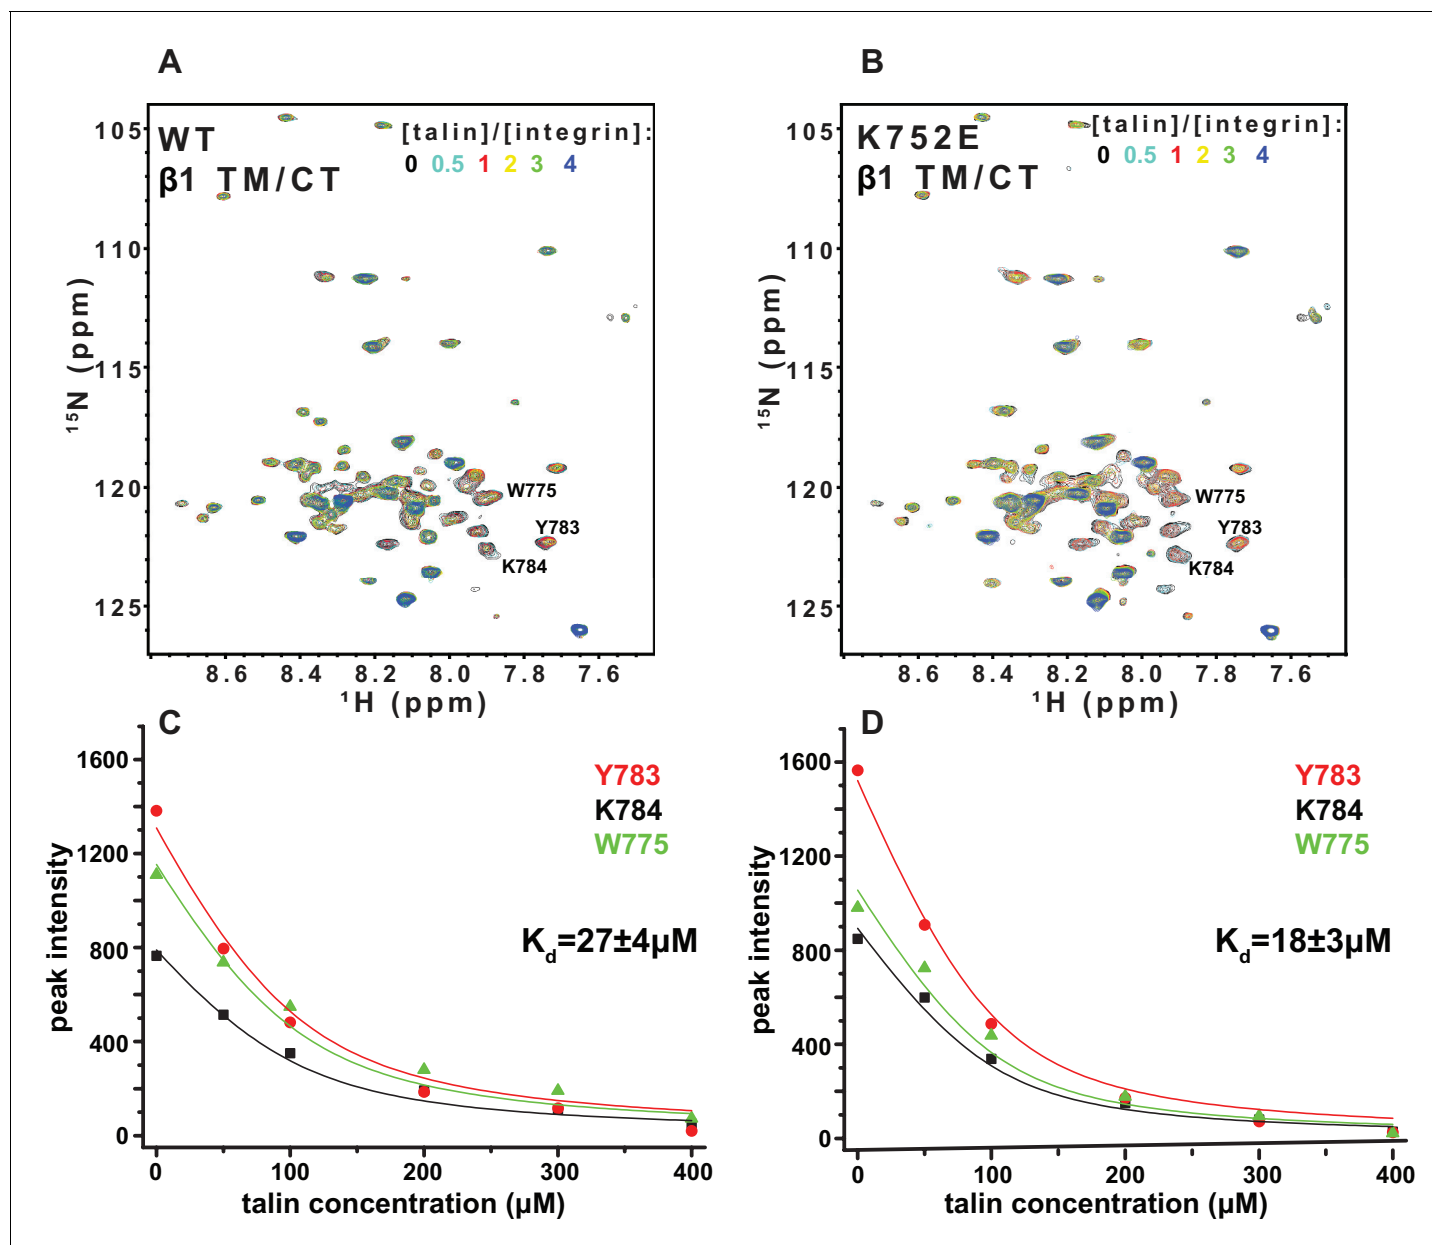 A
WT
β1 TM/CT
[talin]/[integrin]:
0 0.5 1 2 3 4
105
110
115
120
125
¹⁵N (ppm)
W775
Y783
K784
8.6 8.4 8.2 8.0 7.8 7.6
¹H (ppm)
B
K752E
β1 TM/CT
[talin]/[integrin]:
0 0.5 1 2 3 4
105
110
115
120
125
¹⁵N (ppm)
W775
Y783
K784
8.6 8.4 8.2 8.0 7.8 7.6
¹H (ppm)
C
1600
1200
800
400
0
peak intensity
Y783
K784
W775
Kd=27±4µM
0 100 200 300 400
talin concentration (µM)
D
1600
1200
800
400
0
peak intensity
Y783
K784
W775
Kd=18±3µM
0 100 200 300 400
talin concentration (µM)